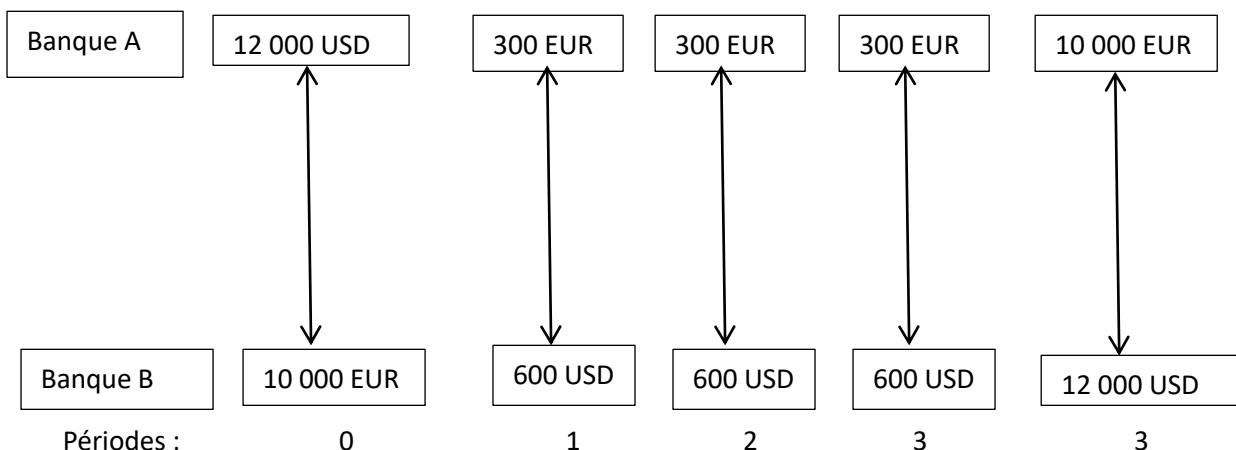 Banque A 12 000 USD 300 EUR 300 EUR 300 EUR 10 000 EUR
Banque B 10 000 EUR 600 USD 600 USD 600 USD 12 000 USD
Périodes : 0 1 2 3 3